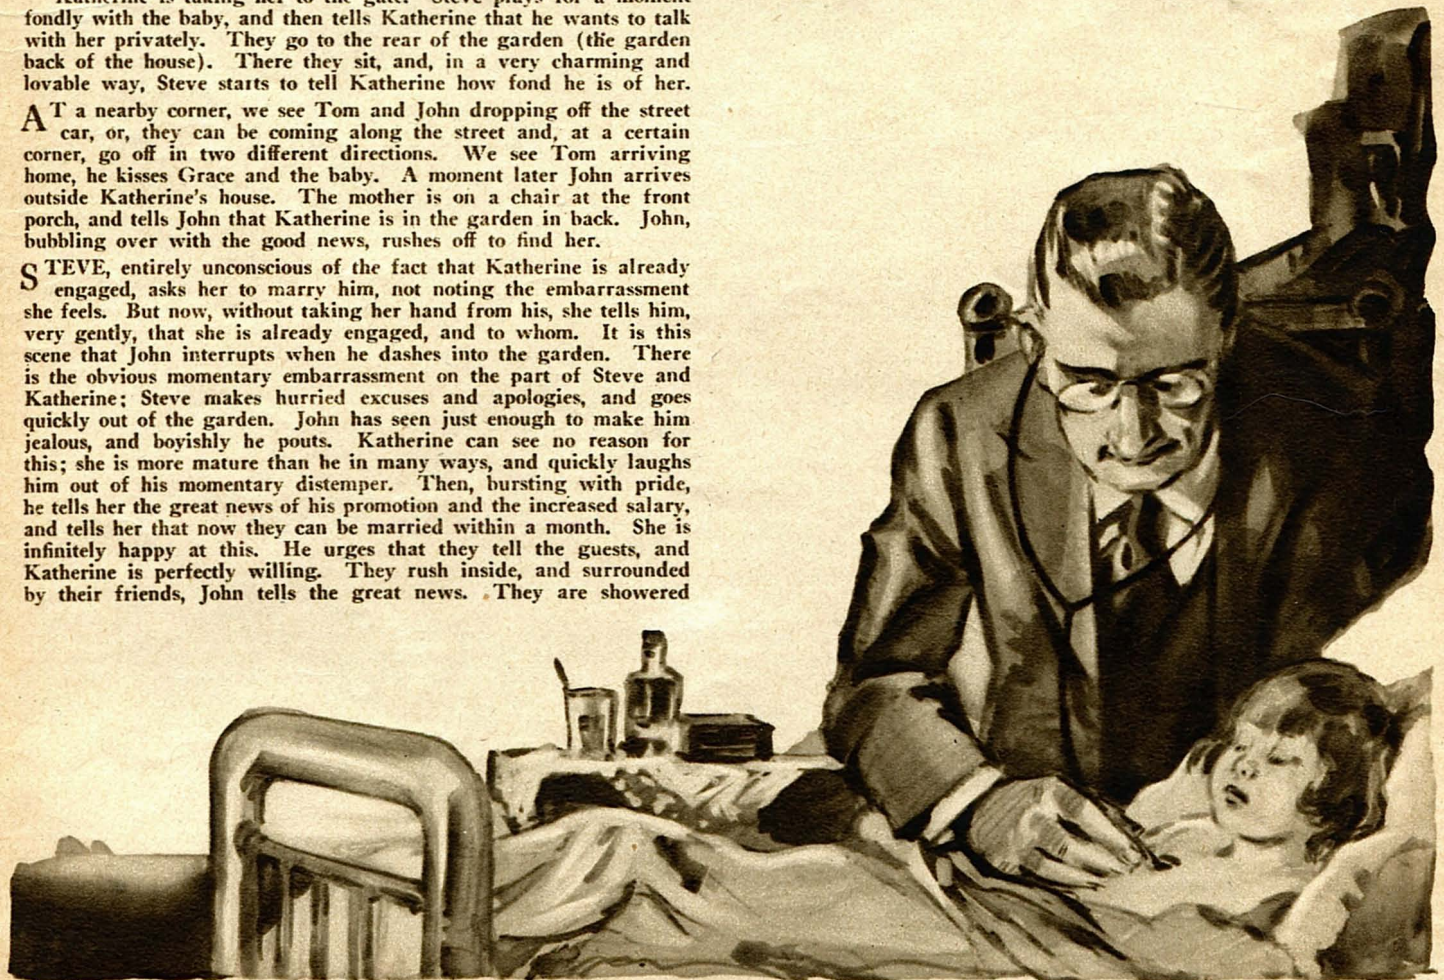 Katherine is taking her to the gate. Steve plays for a moment
fondly with the baby, and then tells Katherine that he wants to talk
with her privately. They go to the rear of the garden (the garden
back of the house). There they sit, and, in a very charming and
lovable way, Steve starts to tell Katherine how fond he is of her.
AT a nearby corner, we see Tom and John dropping off the street
car, or, they can be coming along the street and, at a certain
corner, go off in two different directions. We see Tom arriving
home, he kisses Grace and the baby. A moment later John arrives
outside Katherine's house. The mother is on a chair at the front
porch, and tells John that Katherine is in the garden in back. John,
bubbling over with the good news, rushes off to find her.
STEVE, entirely unconscious of the fact that Katherine is already
engaged, asks her to marry him, not noting the embarrassment
she feels. But now, without taking her hand from his, she tells him,
very gently, that she is already engaged, and to whom. It is this
scene that John interrupts when he dashes into the garden. There
is the obvious momentary embarrassment on the part of Steve and
Katherine; Steve makes hurried excuses and apologies, and goes
quickly out of the garden. John has seen just enough to make him
jealous, and boyishly he pouts. Katherine can see no reason for
this; she is more mature than he in many ways, and quickly laughs
him out of his momentary distemper. Then, bursting with pride,
he tells her the great news of his promotion and the increased salary,
and tells her that now they can be married within a month. She is
infinitely happy at this. He urges that they tell the guests, and
Katherine is perfectly willing. They rush inside, and surrounded
by their friends, John tells the great news. They are showered